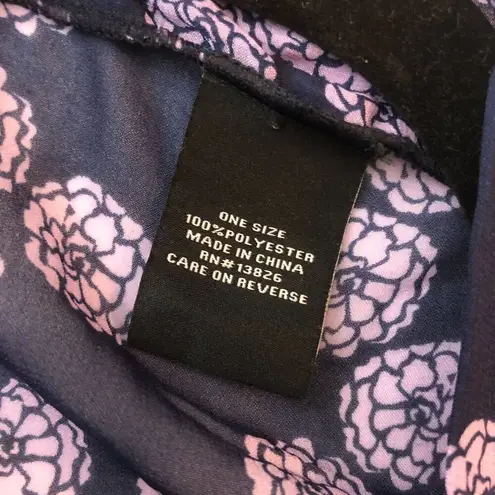 ONE SIZE
100%POLYESTER
MADE IN CHINA
RN#13826
CARE ON REVERSE